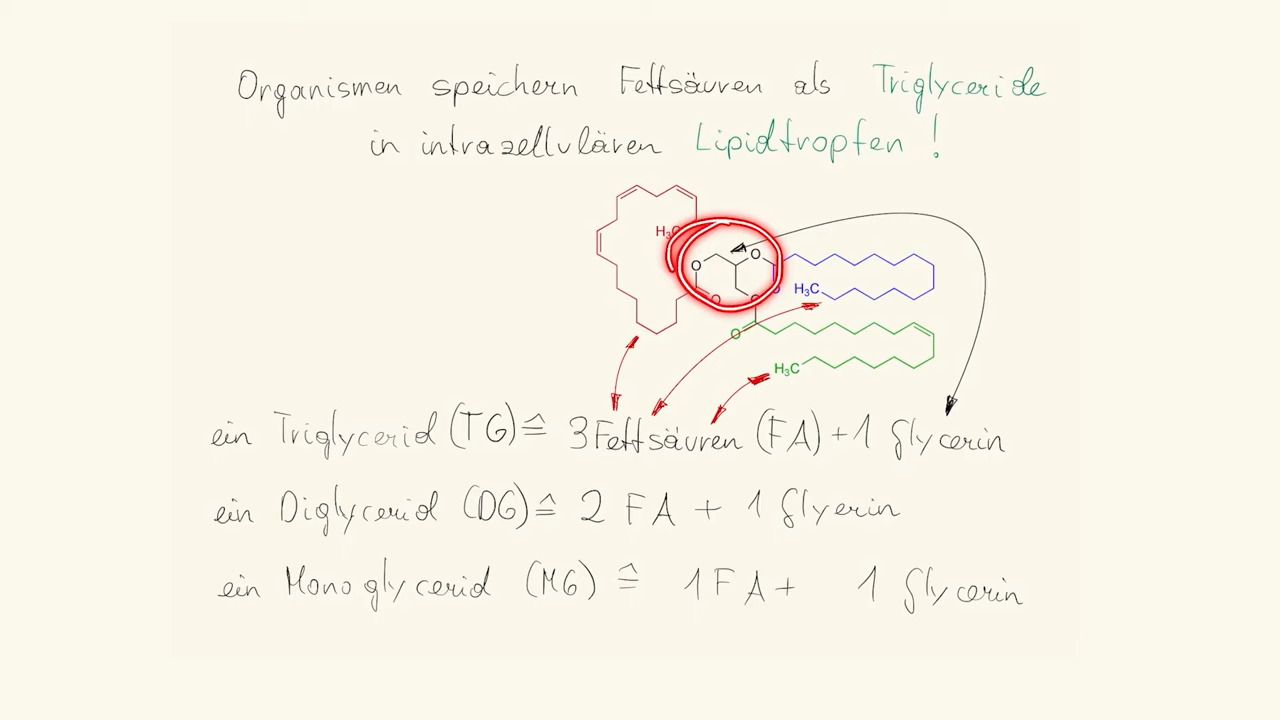 Organismen speichern Fettsäuren als Triglyceride
in intrazellulären Lipidtropfen!
H₃C
O
O
O
O
O
H₃C
O
H₃C
ein Triglycerid (TG) ≙ 3 Fettsäuren (FA) + 1 Glycerin
ein Diglycerid (DG) ≙ 2 FA + 1 Glyerin
ein Monoglycerid (MG) ≙ 1 FA + 1 Glycerin